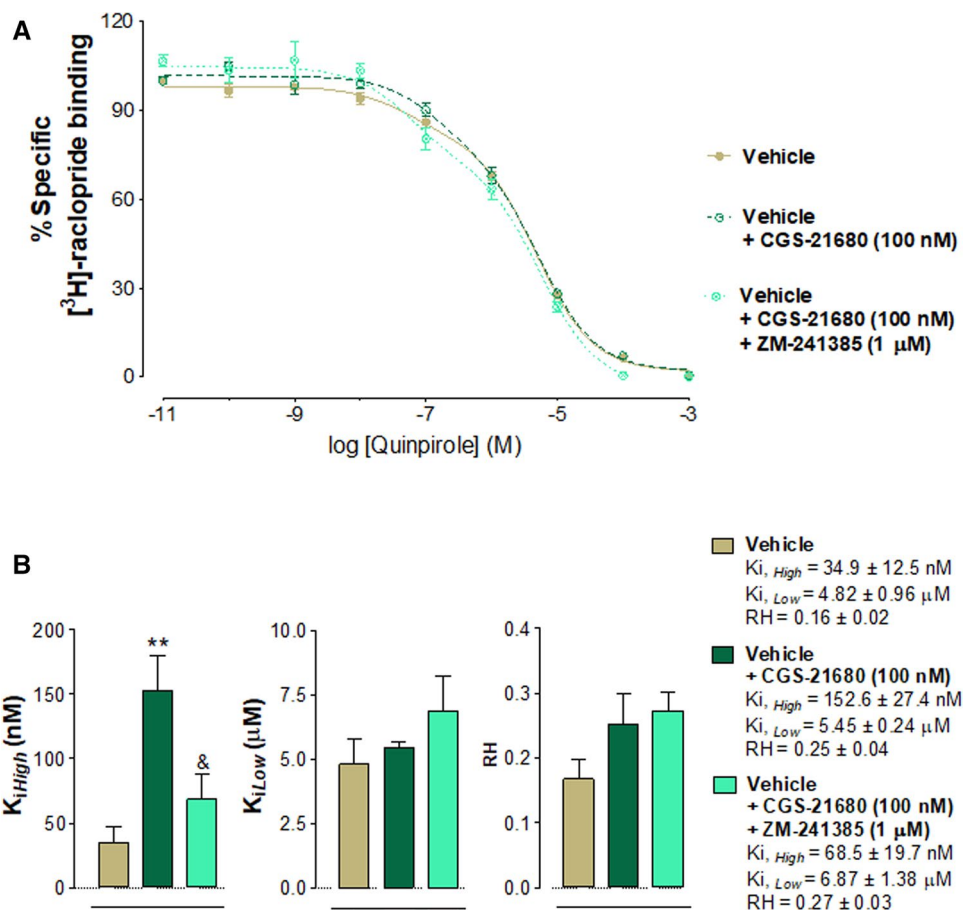 A
% Specific
[³H]-raclopride binding
120
90
60
30
0
-11
-9
-7
-5
-3
log [Quinpirole] (M)
Vehicle
Vehicle
+ CGS-21680 (100 nM)
Vehicle
+ CGS-21680 (100 nM)
+ ZM-241385 (1 µM)
B
KiHigh (nM)
200
150
100
50
0
**
&
KiLow (µM)
10.0
7.5
5.0
2.5
0.0
RH
0.4
0.3
0.2
0.1
0.0
Vehicle
Ki, High = 34.9 ± 12.5 nM
Ki, Low = 4.82 ± 0.96 µM
RH = 0.16 ± 0.02
Vehicle
+ CGS-21680 (100 nM)
Ki, High = 152.6 ± 27.4 nM
Ki, Low = 5.45 ± 0.24 µM
RH = 0.25 ± 0.04
Vehicle
+ CGS-21680 (100 nM)
+ ZM-241385 (1 µM)
Ki, High = 68.5 ± 19.7 nM
Ki, Low = 6.87 ± 1.38 µM
RH = 0.27 ± 0.03